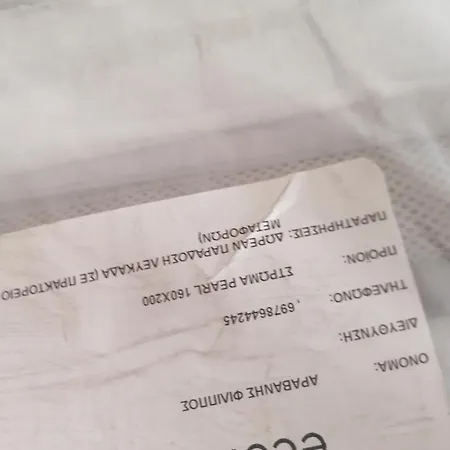 ΟΝΟΜΑ: ΑΡΑΒΑΝΗΣ ΦΙΛΙΠΠΟΣ
ΔΙΕΥΘΥΝΣΗ:
ΤΗΛΕΦΩΝΟ: , 6978644245
ΠΡΟΪΟΝ: ΣΤΡΩΜΑ PEARL 160X200
ΠΑΡΑΤΗΡΗΣΕΙΣ: ΔΩΡΕΑΝ ΠΑΡΑΔΟΣΗ ΛΕΥΚΑΔΑ (ΣΕ ΠΡΑΚΤΟΡΕΙΟ
ΜΕΤΑΦΟΡΩΝ)